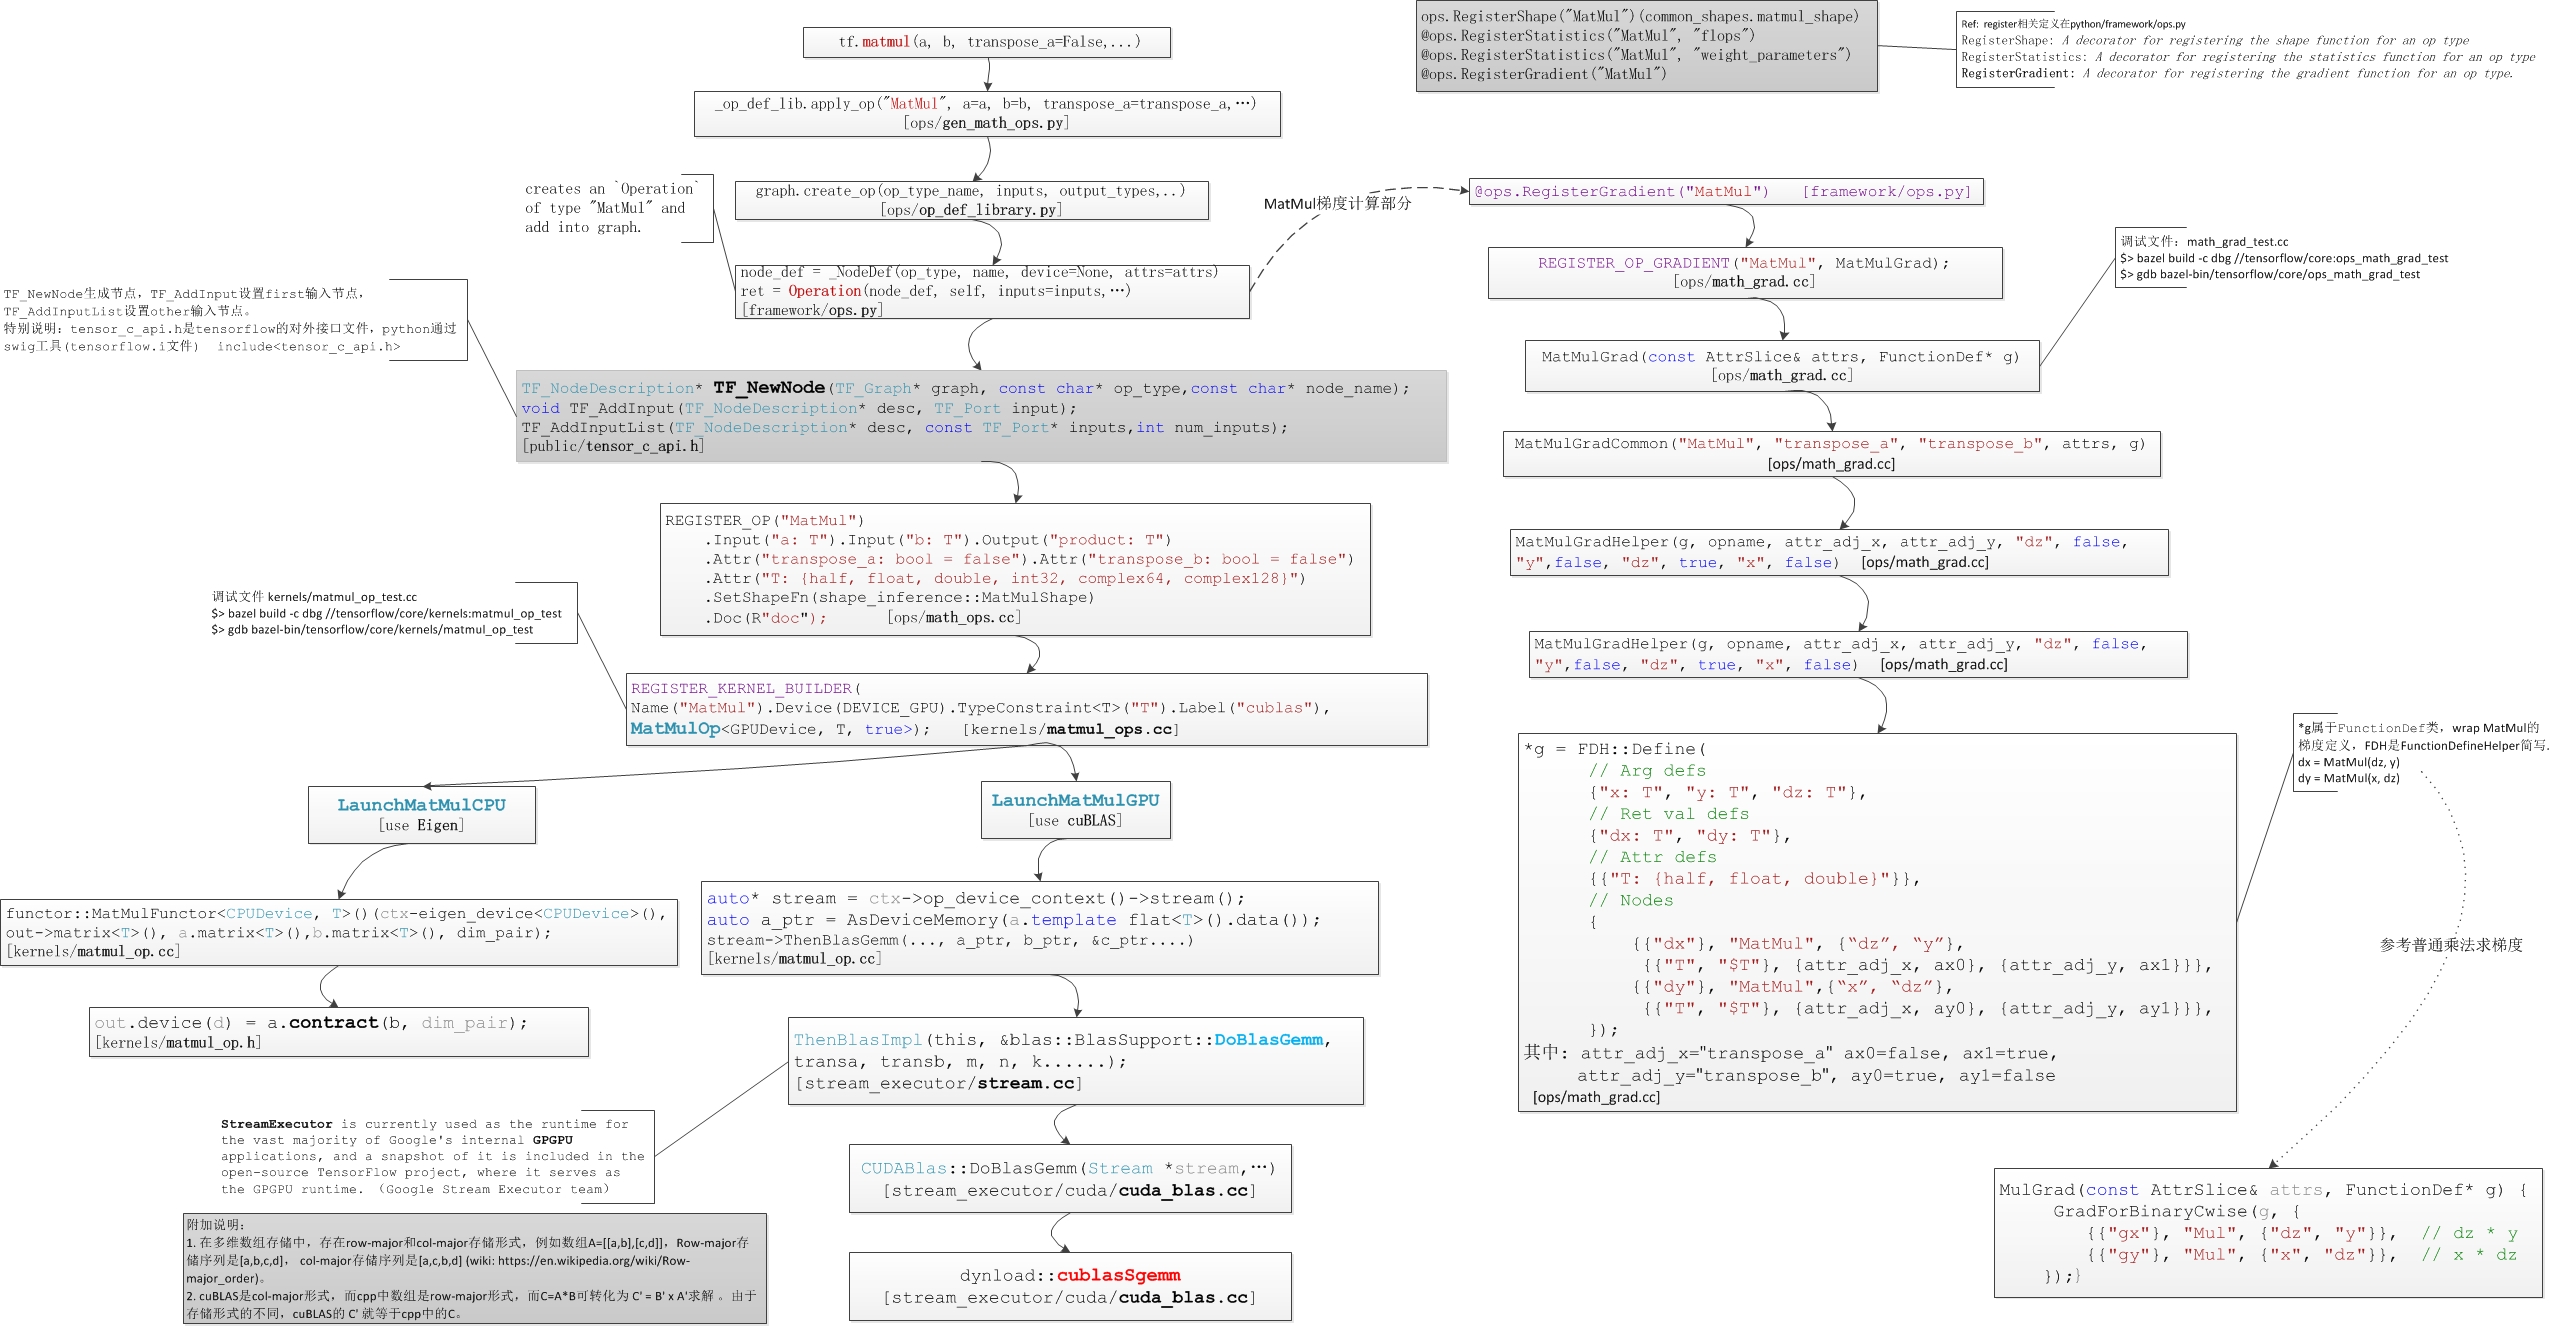 tf.matmul(a, b, transpose_a=False,...)
_op_def_lib.apply_op("MatMul", a=a, b=b, transpose_a=transpose_a,…)
[ops/gen_math_ops.py]
creates an `Operation`
of type "MatMul" and
add into graph.
graph.create_op(op_type_name, inputs, output_types,..)
[ops/op_def_library.py]
node_def = _NodeDef(op_type, name, device=None, attrs=attrs)
ret = Operation(node_def, self, inputs=inputs,…)
[framework/ops.py]
TF_NewNode生成节点，TF_AddInput设置first输入节点，
TF_AddInputList设置other输入节点。
特别说明：tensor_c_api.h是tensorflow的对外接口文件，python通过
swig工具(tensorflow.i文件)  include<tensor_c_api.h>
TF_NodeDescription* TF_NewNode(TF_Graph* graph, const char* op_type,const char* node_name);
void TF_AddInput(TF_NodeDescription* desc, TF_Port input);
TF_AddInputList(TF_NodeDescription* desc, const TF_Port* inputs,int num_inputs);
[public/tensor_c_api.h]
REGISTER_OP("MatMul")
.Input("a: T").Input("b: T").Output("product: T")
.Attr("transpose_a: bool = false").Attr("transpose_b: bool = false")
.Attr("T: {half, float, double, int32, complex64, complex128}")
.SetShapeFn(shape_inference::MatMulShape)
.Doc(R"doc");      [ops/math_ops.cc]
调试文件 kernels/matmul_op_test.cc
$> bazel build -c dbg //tensorflow/core/kernels:matmul_op_test
$> gdb bazel-bin/tensorflow/core/kernels/matmul_op_test
REGISTER_KERNEL_BUILDER(
Name("MatMul").Device(DEVICE_GPU).TypeConstraint<T>("T").Label("cublas"),
MatMulOp<GPUDevice, T, true>);   [kernels/matmul_ops.cc]
LaunchMatMulCPU
[use Eigen]
LaunchMatMulGPU
[use cuBLAS]
functor::MatMulFunctor<CPUDevice, T>()(ctx-eigen_device<CPUDevice>(),
out->matrix<T>(), a.matrix<T>(),b.matrix<T>(), dim_pair);
[kernels/matmul_op.cc]
out.device(d) = a.contract(b, dim_pair);
[kernels/matmul_op.h]
auto* stream = ctx->op_device_context()->stream();
auto a_ptr = AsDeviceMemory(a.template flat<T>().data());
stream->ThenBlasGemm(..., a_ptr, b_ptr, &c_ptr....)
[kernels/matmul_op.cc]
ThenBlasImpl(this, &blas::BlasSupport::DoBlasGemm,
transa, transb, m, n, k......);
[stream_executor/stream.cc]
StreamExecutor is currently used as the runtime for
the vast majority of Google's internal GPGPU
applications, and a snapshot of it is included in the
open-source TensorFlow project, where it serves as
the GPGPU runtime. （Google Stream Executor team）
CUDABlas::DoBlasGemm(Stream *stream,…)
[stream_executor/cuda/cuda_blas.cc]
dynload::cublasSgemm
[stream_executor/cuda/cuda_blas.cc]
附加说明：
1. 在多维数组存储中，存在row-major和col-major存储形式，例如数组A=[[a,b],[c,d]]，Row-major存
储序列是[a,b,c,d]， col-major存储序列是[a,c,b,d] (wiki: https://en.wikipedia.org/wiki/Row-
major_order)。
2. cuBLAS是col-major形式，而cpp中数组是row-major形式，而C=A*B可转化为 C' = B' x A'求解 。由于
存储形式的不同，cuBLAS的 C' 就等于cpp中的C。
ops.RegisterShape("MatMul")(common_shapes.matmul_shape)
@ops.RegisterStatistics("MatMul", "flops")
@ops.RegisterStatistics("MatMul", "weight_parameters")
@ops.RegisterGradient("MatMul")
Ref:  register相关定义在python/framework/ops.py
RegisterShape: A decorator for registering the shape function for an op type
RegisterStatistics: A decorator for registering the statistics function for an op type
RegisterGradient: A decorator for registering the gradient function for an op type.
MatMul梯度计算部分
@ops.RegisterGradient("MatMul")   [framework/ops.py]
REGISTER_OP_GRADIENT("MatMul", MatMulGrad);
[ops/math_grad.cc]
调试文件：math_grad_test.cc
$> bazel build -c dbg //tensorflow/core:ops_math_grad_test
$> gdb bazel-bin/tensorflow/core/ops_math_grad_test
MatMulGrad(const AttrSlice& attrs, FunctionDef* g)
[ops/math_grad.cc]
MatMulGradCommon("MatMul", "transpose_a", "transpose_b", attrs, g)
[ops/math_grad.cc]
MatMulGradHelper(g, opname, attr_adj_x, attr_adj_y, "dz", false,
"y",false, "dz", true, "x", false)  [ops/math_grad.cc]
MatMulGradHelper(g, opname, attr_adj_x, attr_adj_y, "dz", false,
"y",false, "dz", true, "x", false)  [ops/math_grad.cc]
*g = FDH::Define(
// Arg defs
{"x: T", "y: T", "dz: T"},
// Ret val defs
{"dx: T", "dy: T"},
// Attr defs
{{"T: {half, float, double}"}},
// Nodes
{
{{"dx"}, "MatMul", {“dz”, “y”},
{{"T", "$T"}, {attr_adj_x, ax0}, {attr_adj_y, ax1}}},
{{"dy"}, "MatMul",{“x”, “dz”},
{{"T", "$T"}, {attr_adj_x, ay0}, {attr_adj_y, ay1}}},
});
其中: attr_adj_x="transpose_a" ax0=false, ax1=true,
attr_adj_y="transpose_b", ay0=true, ay1=false
[ops/math_grad.cc]
*g属于FunctionDef类，wrap MatMul的
梯度定义，FDH是FunctionDefineHelper简写.
dx = MatMul(dz, y)
dy = MatMul(x, dz)
参考普通乘法求梯度
MulGrad(const AttrSlice& attrs, FunctionDef* g) {
GradForBinaryCwise(g, {
{{"gx"}, "Mul", {"dz", "y"}},  // dz * y
{{"gy"}, "Mul", {"x", "dz"}},  // x * dz
});}